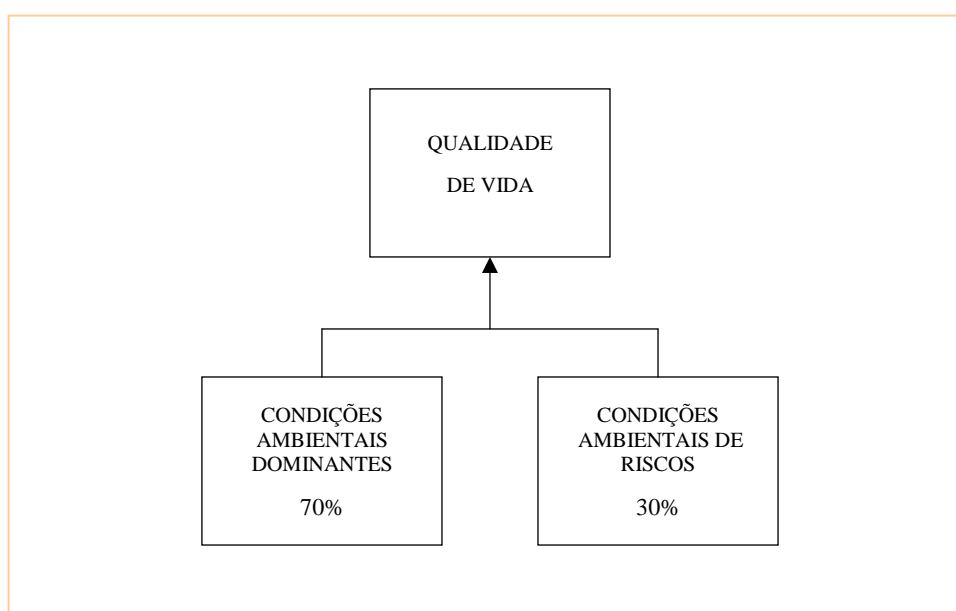 QUALIDADE
DE VIDA
CONDIÇÕES
AMBIENTAIS
DOMINANTES
70%
CONDIÇÕES
AMBIENTAIS DE
RISCOS
30%